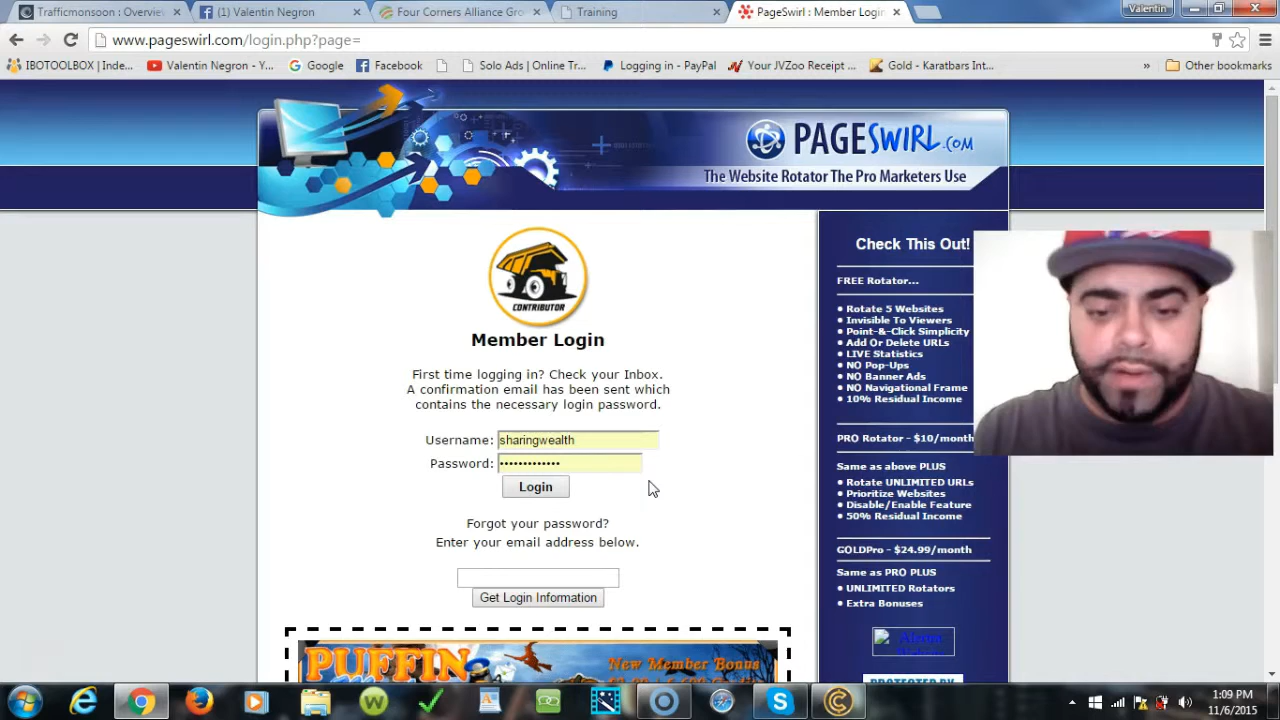 Trafficmoonsoon : Overview
(1) Valentin Negron
Four Corners Alliance Gro
Training
PageSwirl : Member Login
Valentin
www.pageswirl.com/login.php?page=
IBOTOOLBOX | Inde...
Valentin Negron - Y...
Google
Facebook
Solo Ads | Online Tr...
Logging in - PayPal
Your JVZoo Receipt ...
Gold - Karatbars Int...
»
Other bookmarks
PAGESWIRL.COM
The Website Rotator The Pro Marketers Use
CONTRIBUTOR
Member Login
First time logging in? Check your Inbox.
A confirmation email has been sent which
contains the necessary login password.
Username: sharingwealth
Password: •••••••••••••
Login
Forgot your password?
Enter your email address below.
Get Login Information
PUFFIN
New Member Bonus
Check This Out!
FREE Rotator...
• Rotate 5 Websites
• Invisible To Viewers
• Point-&-Click Simplicity
• Add Or Delete URLs
• LIVE Statistics
• NO Pop-Ups
• NO Banner Ads
• NO Navigational Frame
• 10% Residual Income
PRO Rotator - $10/month
Same as above PLUS
• Rotate UNLIMITED URLs
• Prioritize Websites
• Disable/Enable Feature
• 50% Residual Income
GOLDPro - $24.99/month
Same as PRO PLUS
• UNLIMITED Rotators
• Extra Bonuses
PROTECTED BY
1:09 PM
11/6/2015